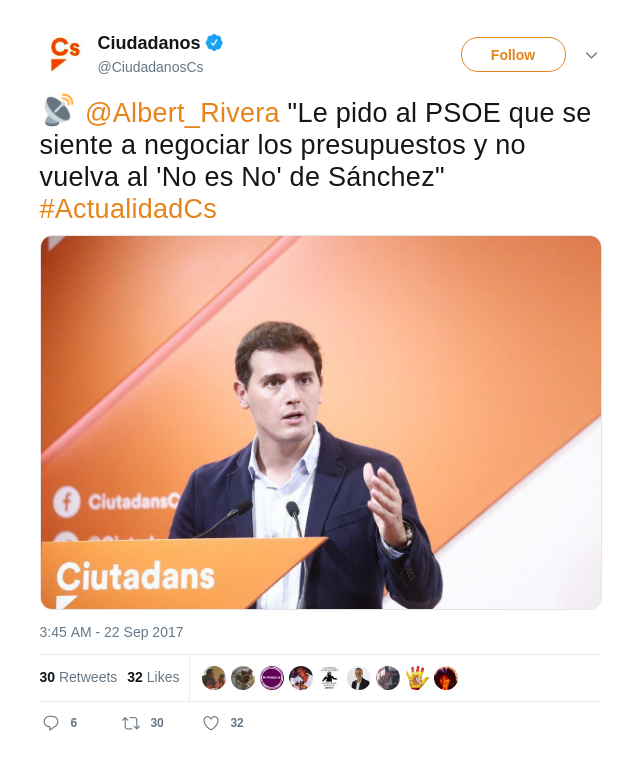 Cs
Ciudadanos
@CiudadanosCs
Follow
@Albert_Rivera "Le pido al PSOE que se
siente a negociar los presupuestos y no
vuelva al 'No es No' de Sánchez"
#ActualidadCs
CiutadansC
Ciutadans
3:45 AM - 22 Sep 2017
30 Retweets 32 Likes
6 30 32